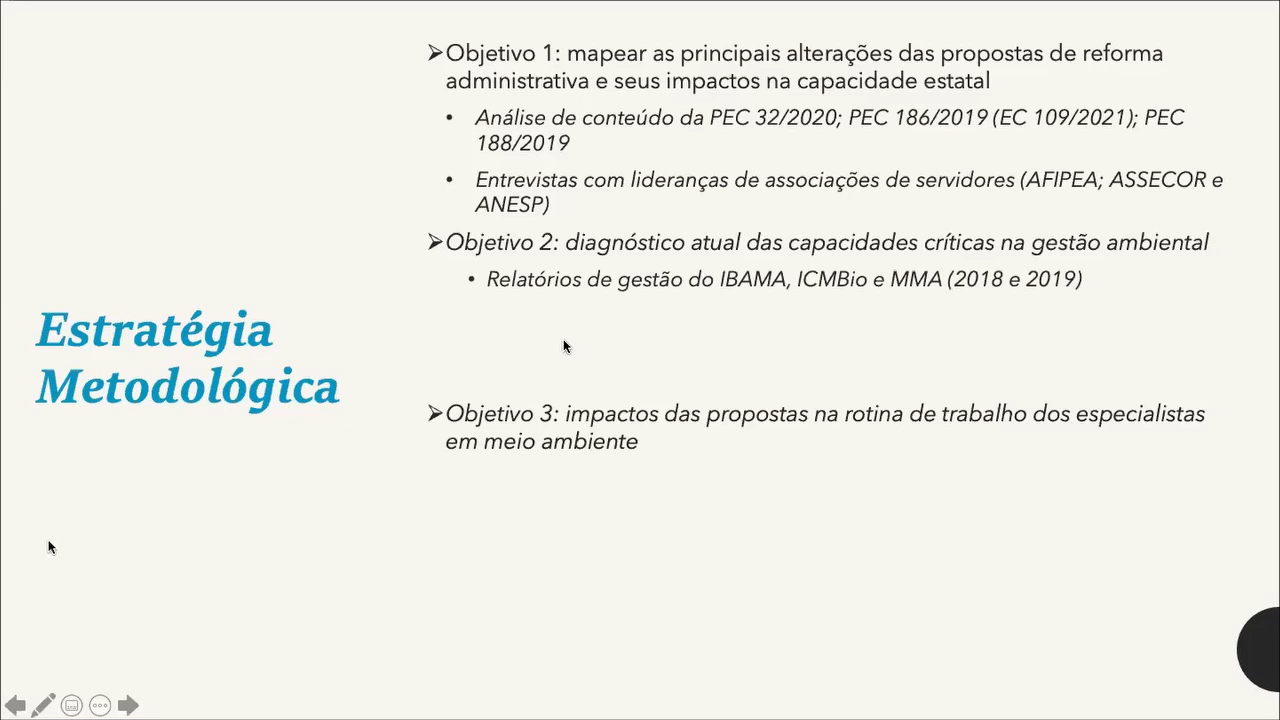 Estratégia
Metodológica
➢Objetivo 1: mapear as principais alterações das propostas de reforma
administrativa e seus impactos na capacidade estatal
• Análise de conteúdo da PEC 32/2020; PEC 186/2019 (EC 109/2021); PEC
188/2019
• Entrevistas com lideranças de associações de servidores (AFIPEA; ASSECOR e
ANESP)
➢Objetivo 2: diagnóstico atual das capacidades críticas na gestão ambiental
• Relatórios de gestão do IBAMA, ICMBio e MMA (2018 e 2019)
➢Objetivo 3: impactos das propostas na rotina de trabalho dos especialistas
em meio ambiente